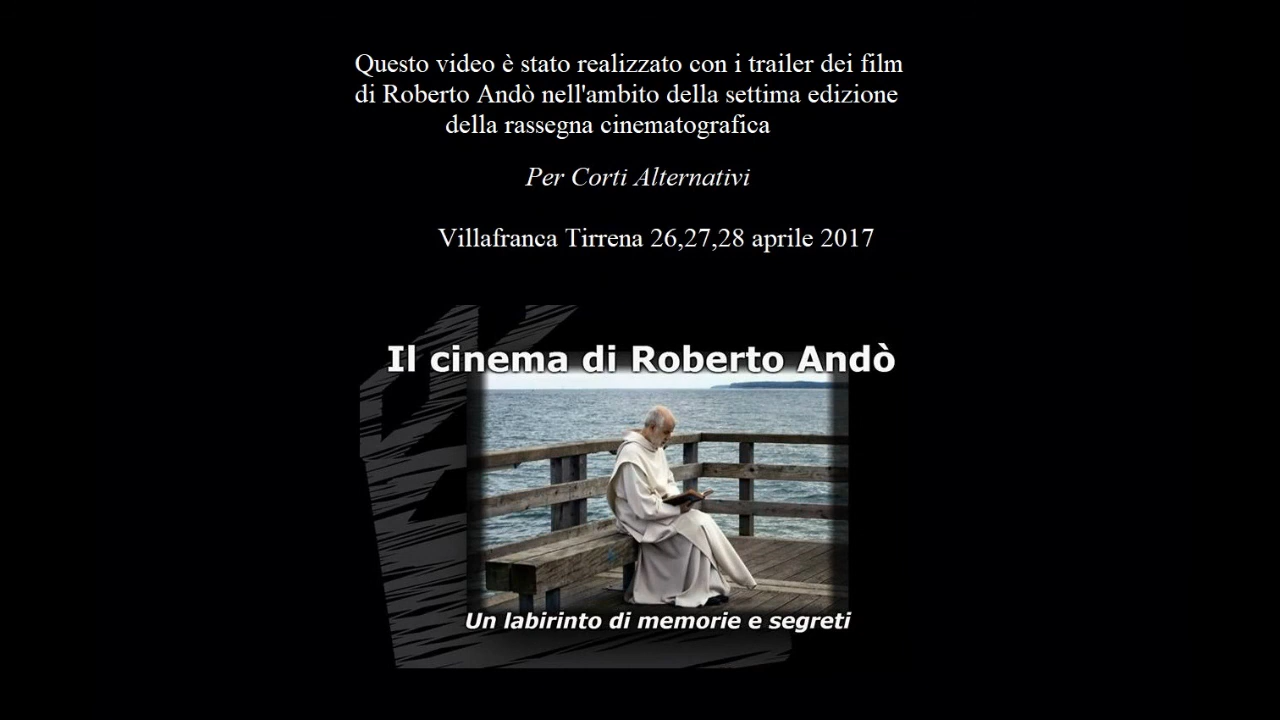 Questo video è stato realizzato con i trailer dei film
di Roberto Andò nell'ambito della settima edizione
della rassegna cinematografica
Per Corti Alternativi
Villafranca Tirrena 26,27,28 aprile 2017
Il cinema di Roberto Andò
Un labirinto di memorie e segreti